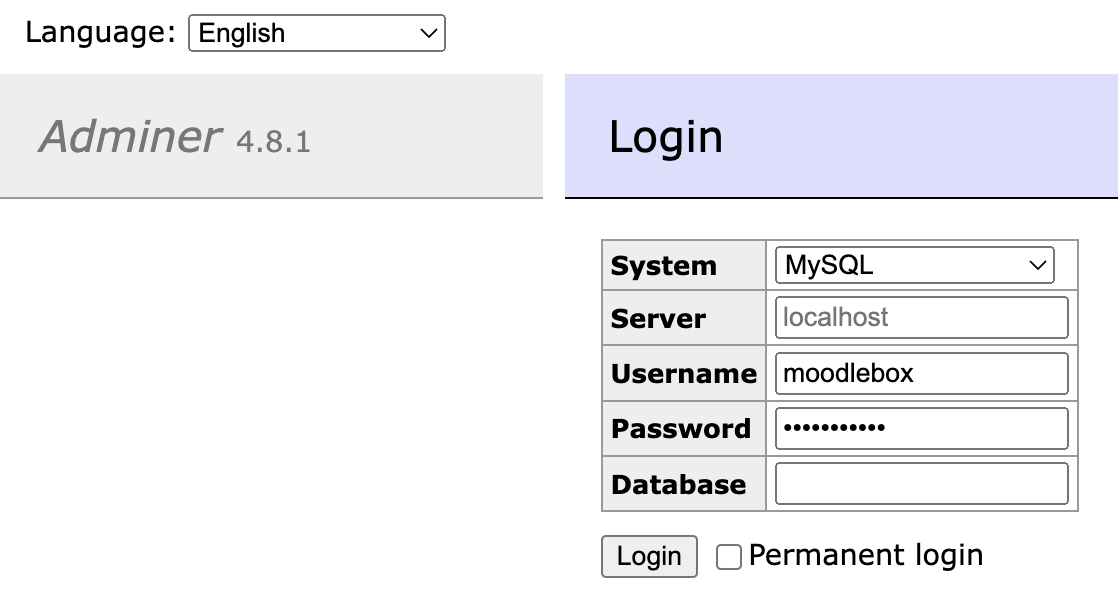 Language: English
Adminer 4.8.1
Login
System MySQL
Server localhost
Username moodlebox
Password •••••••••••
Database
Login Permanent login